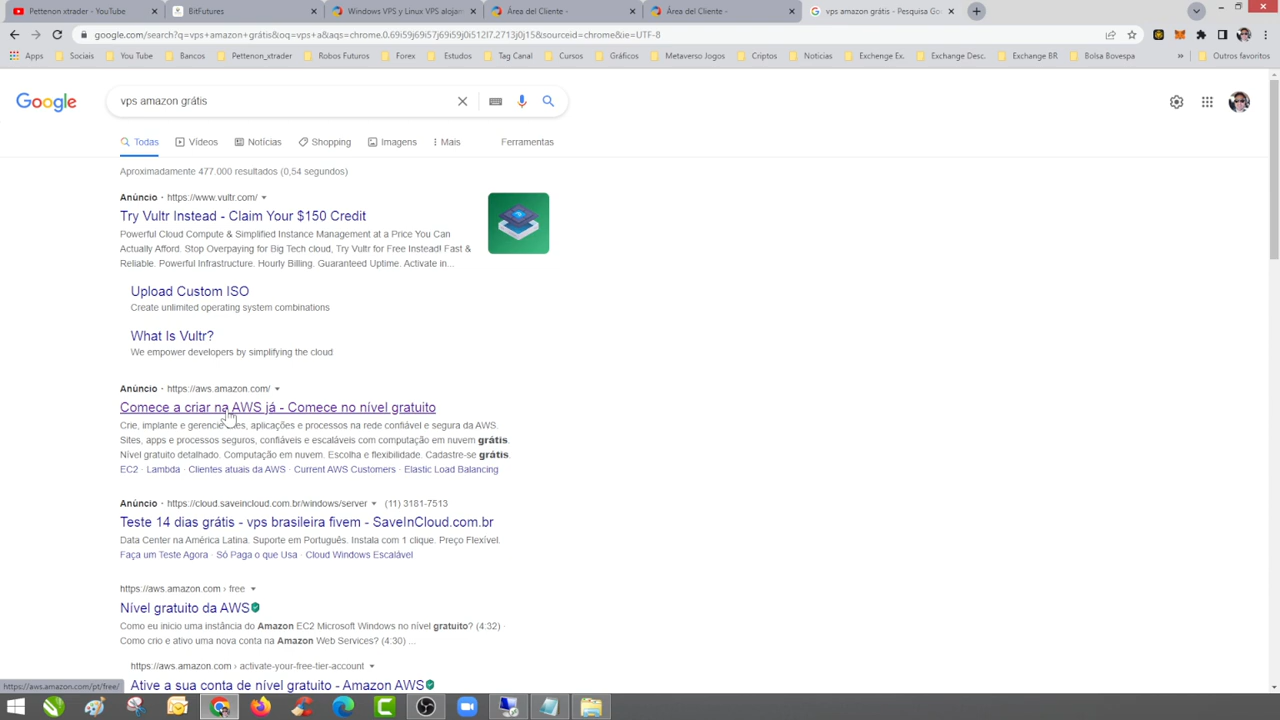 Pettenon xtrader - YouTube
BitFutures
Windows VPS y Linux VPS alojam
Área del Cliente -
Área del Cliente -
vps amazon grátis - Pesquisa Go
google.com/search?q=vps+amazon+grátis&oq=vps+a&aqs=chrome.0.69i59j69i57j69i59j0i512l7.2713j0j15&sourceid=chrome&ie=UTF-8
Apps
Sociais
You Tube
Bancos
Pettenon_xtrader
Robos Futuros
Forex
Estudos
Tag Canal
Cursos
Gráficos
Metaverso Jogos
Criptos
Noticias
Exchenge Ex.
Exchange Desc.
Exchange BR
Bolsa Bovespa
»
Outros favoritos
Google
vps amazon grátis
Todas
Vídeos
Notícias
Shopping
Imagens
Mais
Ferramentas
Aproximadamente 477.000 resultados (0,54 segundos)
Anúncio · https://www.vultr.com/
Try Vultr Instead - Claim Your $150 Credit
Powerful Cloud Compute & Simplified Instance Management at a Price You Can
Actually Afford. Stop Overpaying for Big Tech cloud, Try Vultr for Free Instead! Fast &
Reliable. Powerful Infrastructure. Hourly Billing. Guaranteed Uptime. Activate in...
Upload Custom ISO
Create unlimited operating system combinations
What Is Vultr?
We empower developers by simplifying the cloud
Anúncio · https://aws.amazon.com/
Comece a criar na AWS já - Comece no nível gratuito
Crie, implante e gerencie sites, aplicações e processos na rede confiável e segura da AWS.
Sites, apps e processos seguros, confiáveis e escaláveis com computação em nuvem grátis.
Nível gratuito detalhado. Computação em nuvem. Escolha e flexibilidade. Cadastre-se grátis.
EC2 · Lambda · Clientes atuais da AWS · Current AWS Customers · Elastic Load Balancing
Anúncio · https://cloud.saveincloud.com.br/windows/server (11) 3181-7513
Teste 14 dias grátis - vps brasileira fivem - SaveInCloud.com.br
Data Center na América Latina. Suporte em Português. Instala com 1 clique. Preço Flexível.
Faça um Teste Agora · Só Paga o que Usa · Cloud Windows Escalável
https://aws.amazon.com › free
Nível gratuito da AWS
Como eu inicio uma instância do Amazon EC2 Microsoft Windows no nível gratuito? (4:32) ·
Como crio e ativo uma nova conta na Amazon Web Services? (4:30) ...
https://aws.amazon.com › activate-your-free-tier-account
Ative a sua conta de nível gratuito - Amazon AWS
https://aws.amazon.com/pt/free/